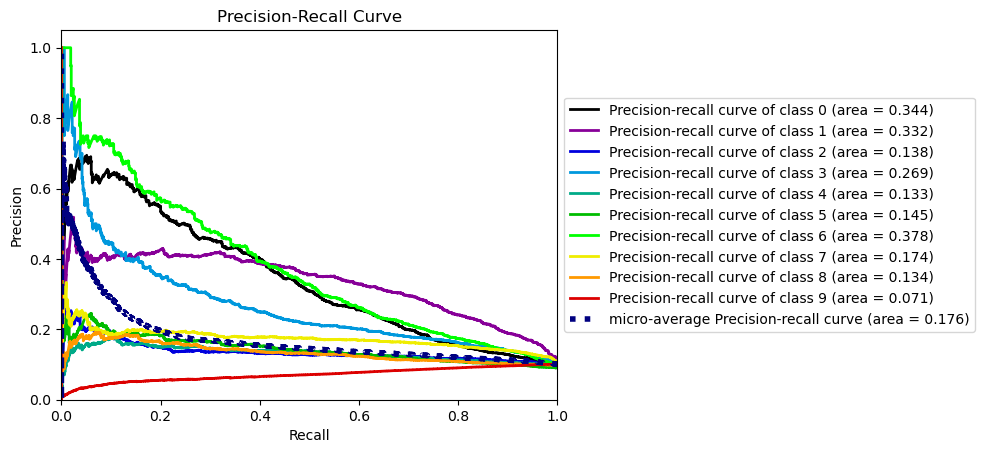 Precision-Recall Curve
1.0
0.8
0.6
0.4
0.2
0.0
Precision
0.0 0.2 0.4 0.6 0.8 1.0
Recall
Precision-recall curve of class 0 (area = 0.344)
Precision-recall curve of class 1 (area = 0.332)
Precision-recall curve of class 2 (area = 0.138)
Precision-recall curve of class 3 (area = 0.269)
Precision-recall curve of class 4 (area = 0.133)
Precision-recall curve of class 5 (area = 0.145)
Precision-recall curve of class 6 (area = 0.378)
Precision-recall curve of class 7 (area = 0.174)
Precision-recall curve of class 8 (area = 0.134)
Precision-recall curve of class 9 (area = 0.071)
micro-average Precision-recall curve (area = 0.176)